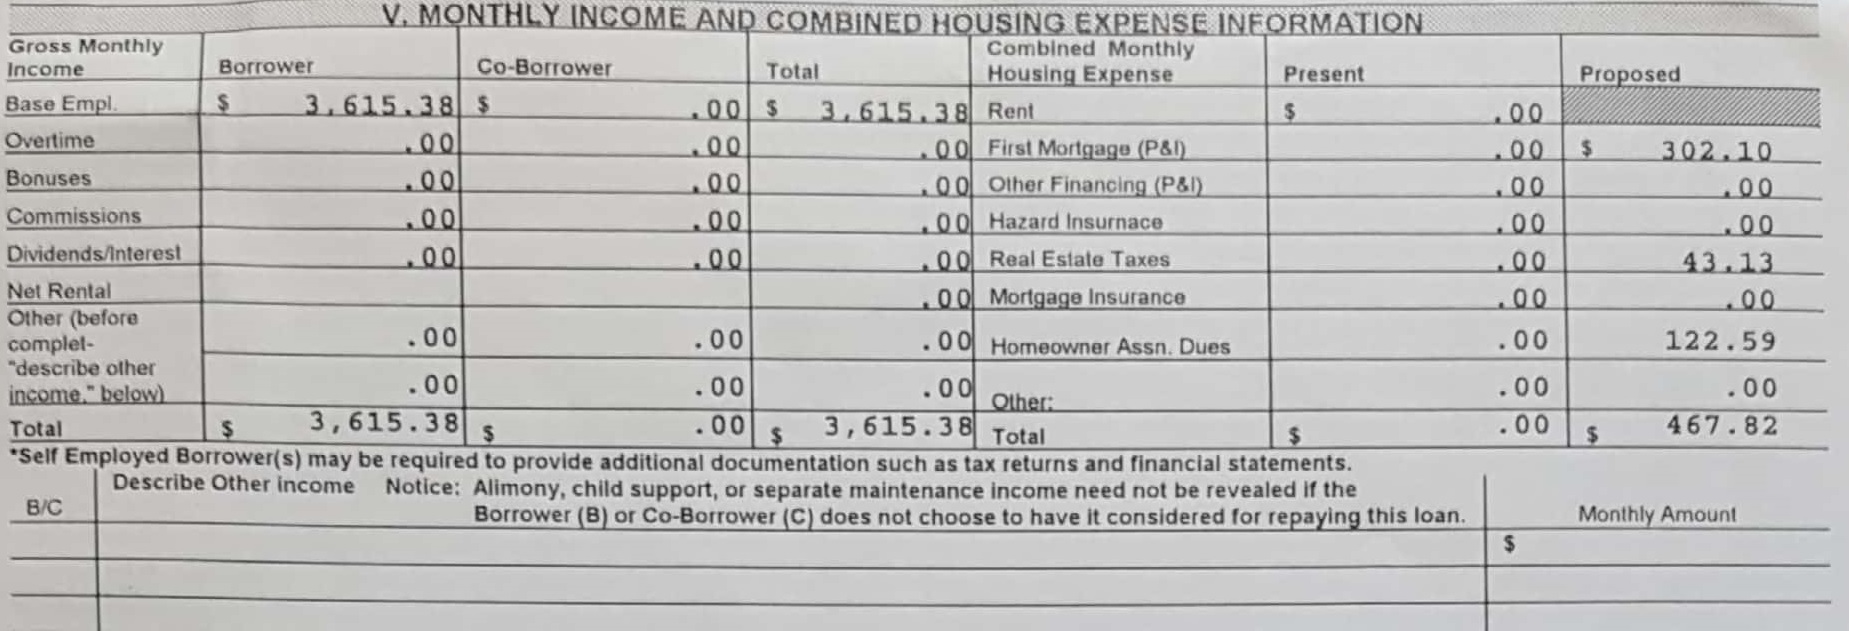 V. MONTHLY INCOME AND COMBINED HOUSING EXPENSE INFORMATION
Gross Monthly Income Borrower Co-Borrower Total Combined Monthly Housing Expense Present Proposed
Base Empl. $ 3,615.38 $ .00 $ 3,615.38 Rent $ .00
Overtime .00 .00 .00 First Mortgage (P&I) .00 $ 302.10
Bonuses .00 .00 .00 Other Financing (P&I) .00 .00
Commissions .00 .00 .00 Hazard Insurnace .00 .00
Dividends/Interest .00 .00 .00 Real Estate Taxes .00 43.13
Net Rental .00 Mortgage Insurance .00 .00
Other (before
complet- .00 .00 .00 Homeowner Assn. Dues .00 122.59
"describe other
income," below) .00 .00 .00 Other: .00 .00
Total $ 3,615.38 $ .00 $ 3,615.38 Total $ .00 $ 467.82
*Self Employed Borrower(s) may be required to provide additional documentation such as tax returns and financial statements.
B/C Describe Other income Notice: Alimony, child support, or separate maintenance income need not be revealed if the
Borrower (B) or Co-Borrower (C) does not choose to have it considered for repaying this loan. Monthly Amount
$